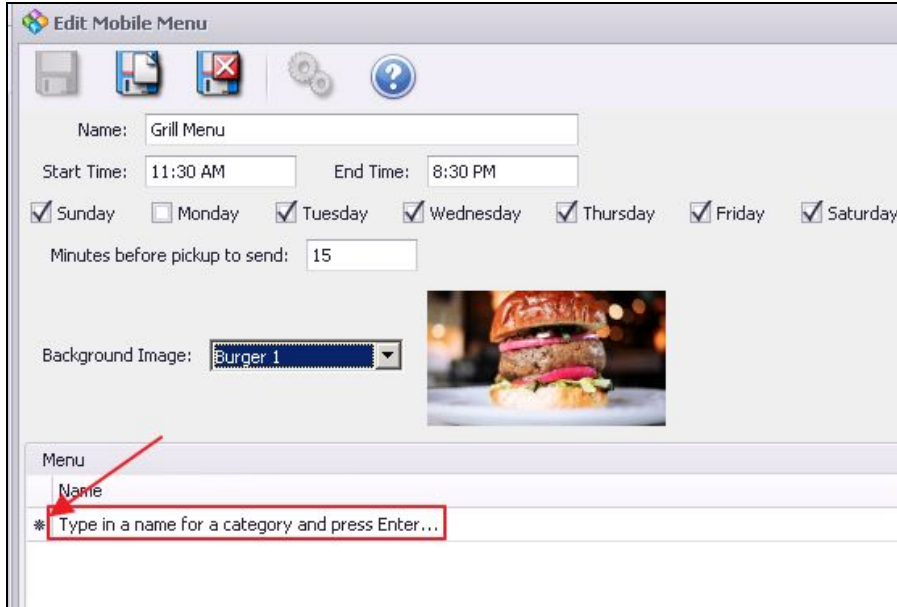 Edit Mobile Menu
Name: Grill Menu
Start Time: 11:30 AM End Time: 8:30 PM
Sunday Monday Tuesday Wednesday Thursday Friday Saturday
Minutes before pickup to send: 15
Background Image: Burger 1
Menu
Name
Type in a name for a category and press Enter...